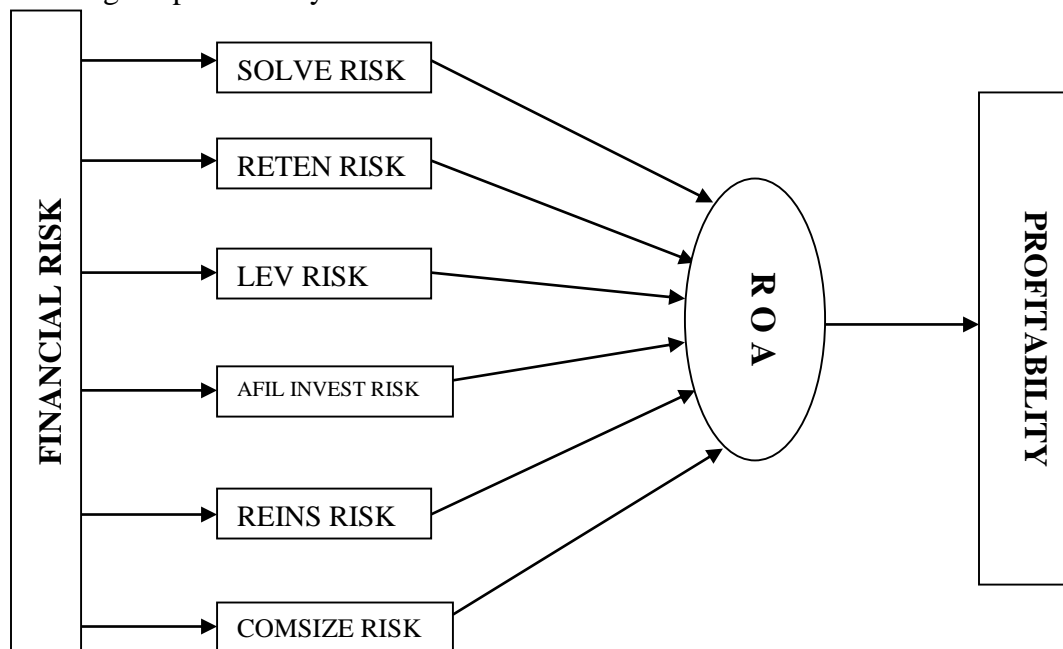 FINANCIAL RISK
SOLVE RISK
RETEN RISK
LEV RISK
AFIL INVEST RISK
REINS RISK
COMSIZE RISK
R O A
PROFITABILITY